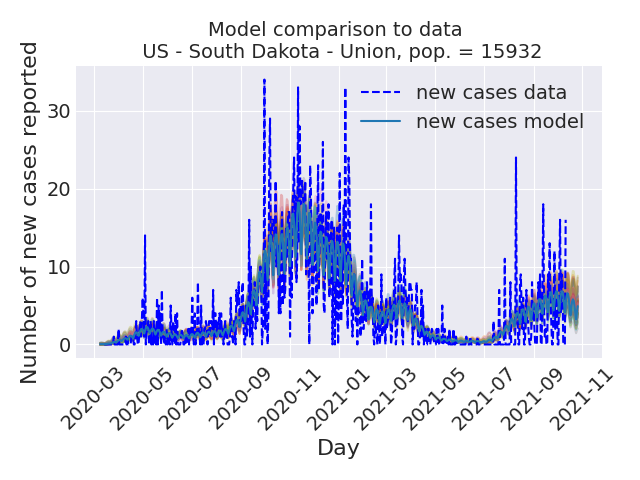 Model comparison to data
US - South Dakota - Union, pop. = 15932
Number of new cases reported
30
20
10
0
new cases data
new cases model
2020-03
2020-05
2020-07
2020-09
2020-11
2021-01
2021-03
2021-05
2021-07
2021-09
2021-11
Day